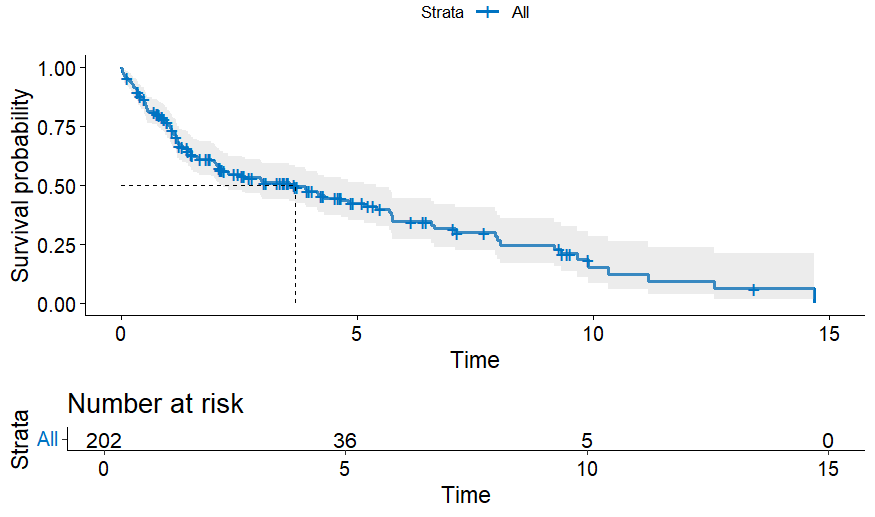 Strata All
Survival probability
1.00
0.75
0.50
0.25
0.00
0 5 10 15
Time
Number at risk
Strata
All 202 36 5 0
0 5 10 15
Time